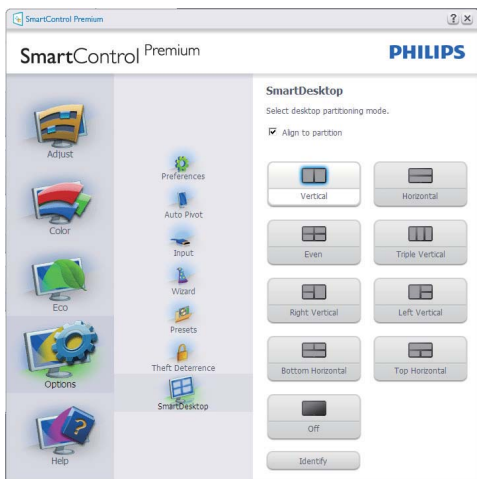 SmartControl Premium
SmartControl Premium
PHILIPS
Adjust
Color
Eco
Options
Help
Preferences
Auto Pivot
Input
Wizard
Presets
Theft Deterrence
SmartDesktop
SmartDesktop
Select desktop partitioning mode.
Align to partition
Vertical
Horizontal
Even
Triple Vertical
Right Vertical
Left Vertical
Bottom Horizontal
Top Horizontal
Off
Identify